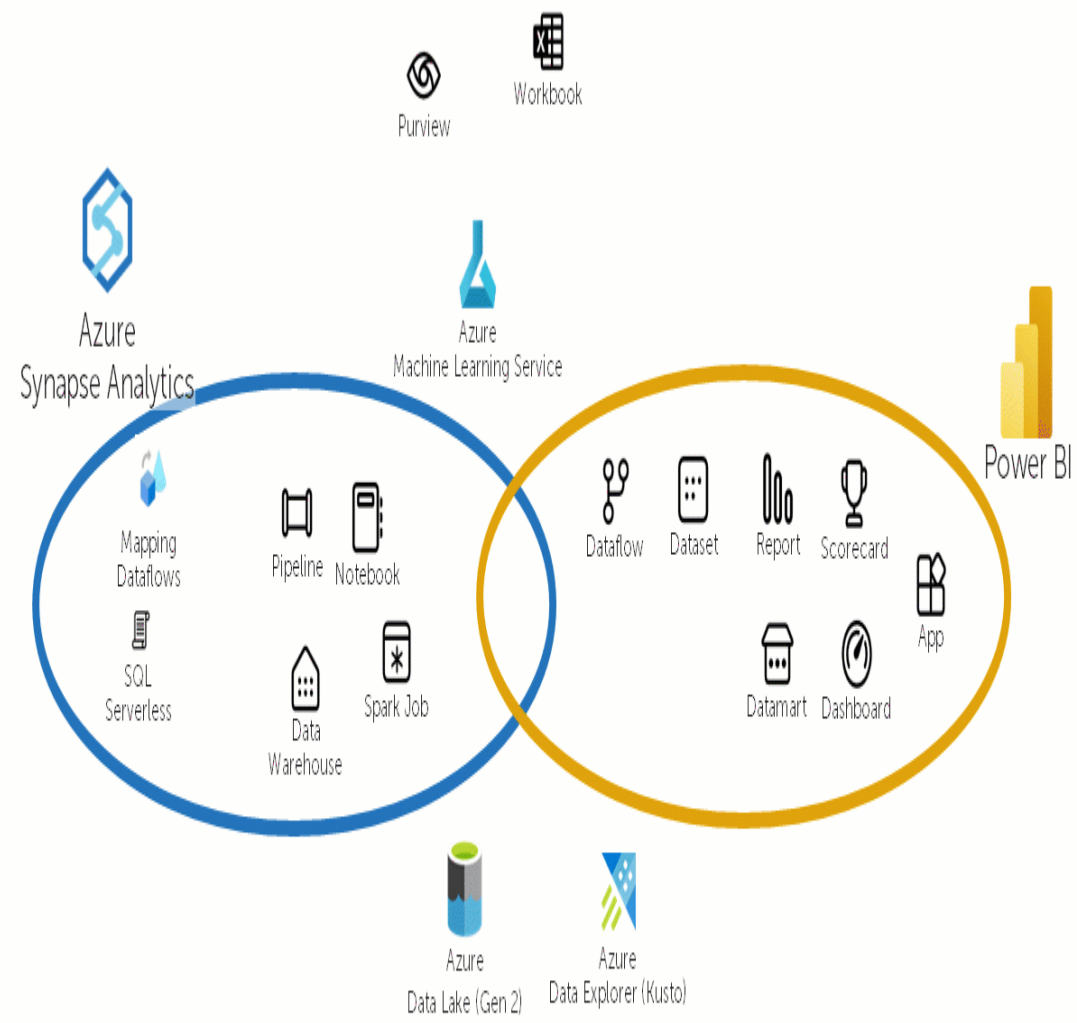 Workbook
Purview
Azure
Synapse Analytics
Azure
Machine Learning Service
Power BI
Mapping
Dataflows
Pipeline
Notebook
SQL
Serverless
Data
Warehouse
Spark Job
Dataflow
Dataset
Report
Scorecard
App
Datamart
Dashboard
Azure
Data Lake (Gen 2)
Azure
Data Explorer (Kusto)